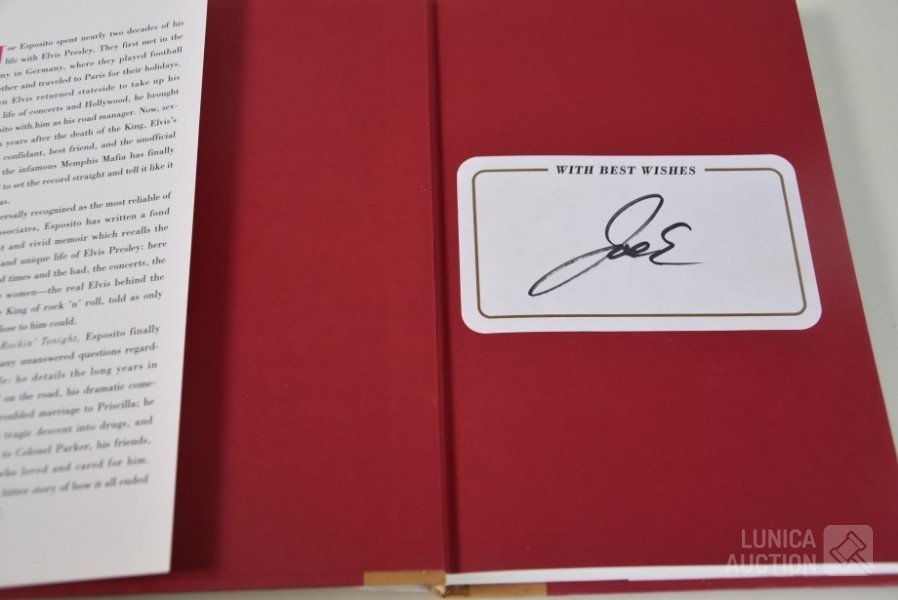 oe Esposito spent nearly two decades of his
life with Elvis Presley. They first met in the
ny in Germany, where they played football
ther and traveled to Paris for their holidays.
en Elvis returned stateside to take up his
life of concerts and Hollywood, he brought
ito with him as his road manager. Now, sev-
n years after the death of the King, Elvis's
confidant, best friend, and the unofficial
the infamous Memphis Mafia has finally
to set the record straight and tell it like it
as.
ersally recognized as the most reliable of
ssociates, Esposito has written a fond
t and vivid memoir which recalls the
and unique life of Elvis Presley: here
d times and the bad, the concerts, the
women—the real Elvis behind the
King of rock 'n' roll, told as only
lose to him could.
Rockin' Tonight, Esposito finally
any unanswered questions regard-
fe: he details the long years in
on the road, his dramatic come-
roubled marriage to Priscilla; he
tragic descent into drugs, and
to Colonel Parker, his friends,
who loved and cared for him.
bitter story of how it all ended
WITH BEST WISHES
Joe E
LUNICA
AUCTION